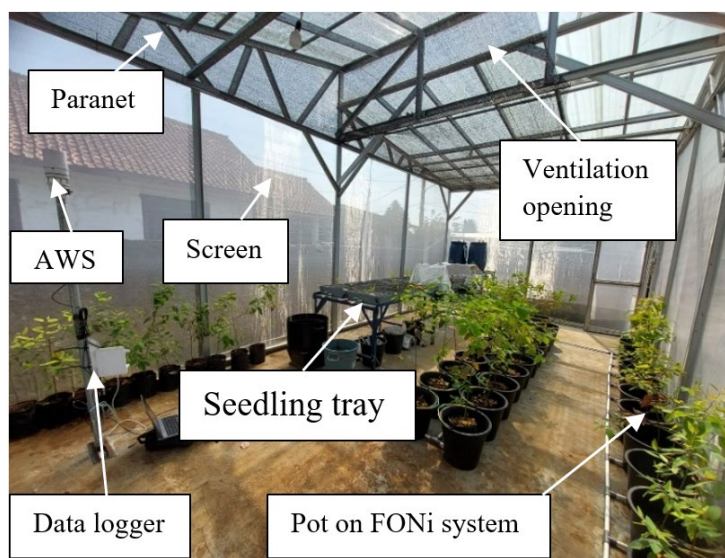 Paranet
Ventilation
opening
Screen
AWS
Seedling tray
Data logger
Pot on FONi system